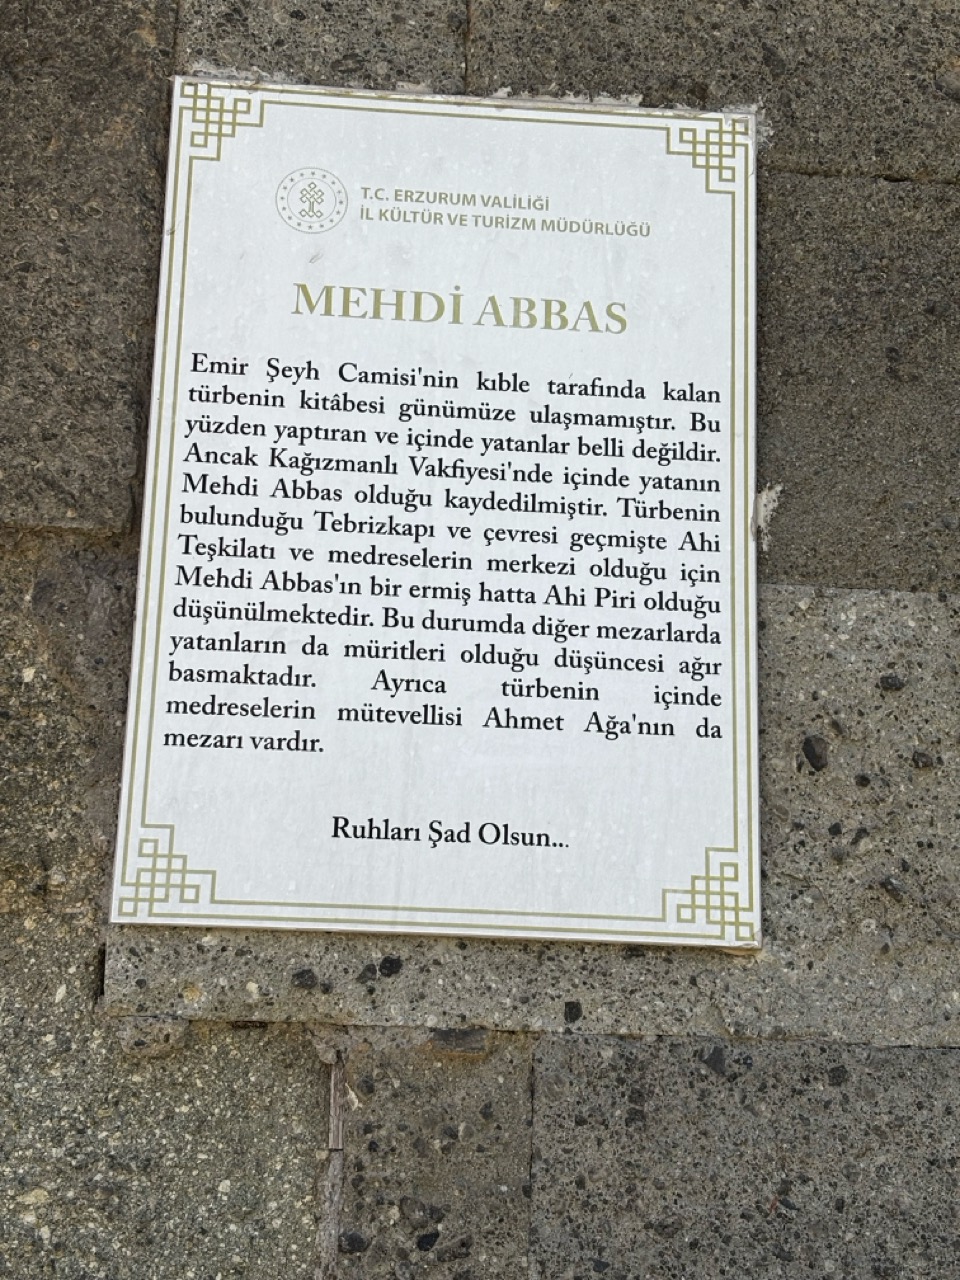 T.C. ERZURUM VALİLİĞİ
İL KÜLTÜR VE TURİZM MÜDÜRLÜĞÜ
MEHDİ ABBAS
Emir Şeyh Camisi'nin kıble tarafında kalan
türbenin kitâbesi günümüze ulaşmamıştır. Bu
yüzden yaptıran ve içinde yatanlar belli değildir.
Ancak Kağızmanlı Vakfiyesi'nde içinde yatanın
Mehdi Abbas olduğu kaydedilmiştir. Türbenin
bulunduğu Tebrizkapı ve çevresi geçmişte Ahi
Teşkilatı ve medreselerin merkezi olduğu için
Mehdi Abbas'ın bir ermiş hatta Ahi Piri olduğu
düşünülmektedir. Bu durumda diğer mezarlarda
yatanların da müritleri olduğu düşüncesi ağır
basmaktadır. Ayrıca türbenin içinde
medreselerin mütevellisi Ahmet Ağa'nın da
mezarı vardır.
Ruhları Şad Olsun...